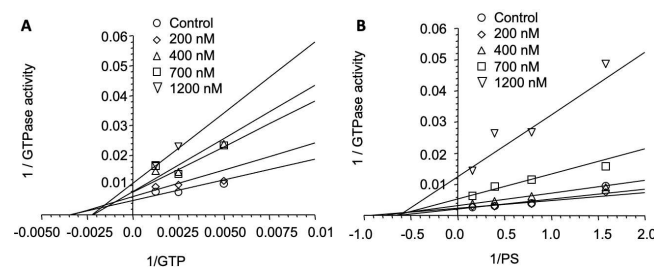 A
Control
200 nM
400 nM
700 nM
1200 nM
0.06
0.05
0.04
0.03
0.02
0.01
1 / GTPase activity
-0.0050 -0.0025 0.0 0.0025 0.0050 0.0075 0.01
1/GTP
B
Control
200 nM
400 nM
700 nM
1200 nM
0.06
0.05
0.04
0.03
0.02
0.01
1 / GTPase activity
-1.0 -0.5 0.0 0.5 1.0 1.5 2.0
1/PS